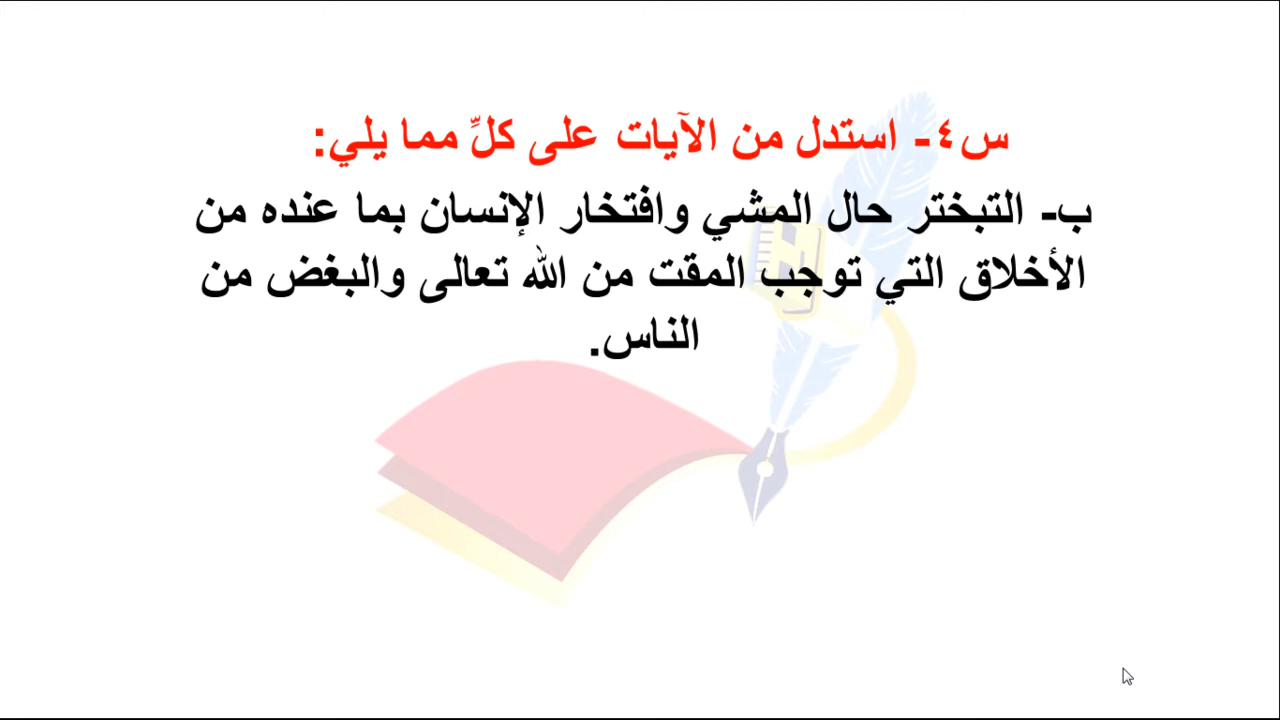 س٤- استدل من الآيات على كلِّ مما يلي:
ب- التبختر حال المشي وافتخار الإنسان بما عنده من
الأخلاق التي توجب المقت من الله تعالى والبغض من
الناس.